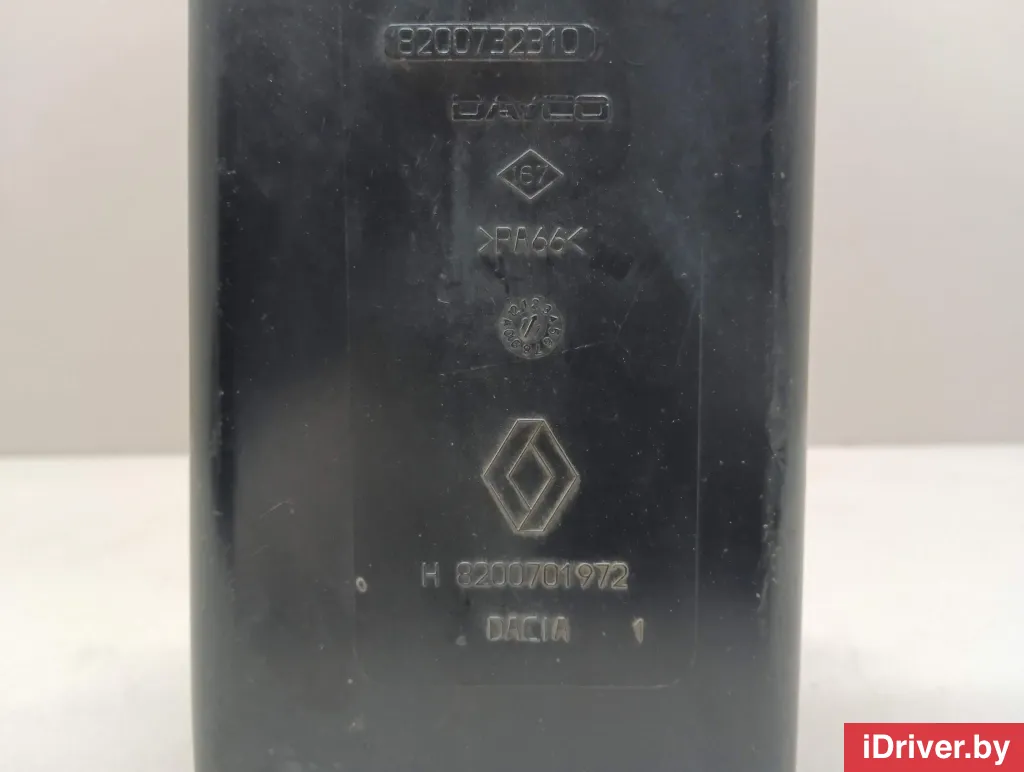 8200732310
DAYCO
167
>PA66<
H 8200701972
DACIA 1
iDriver.by